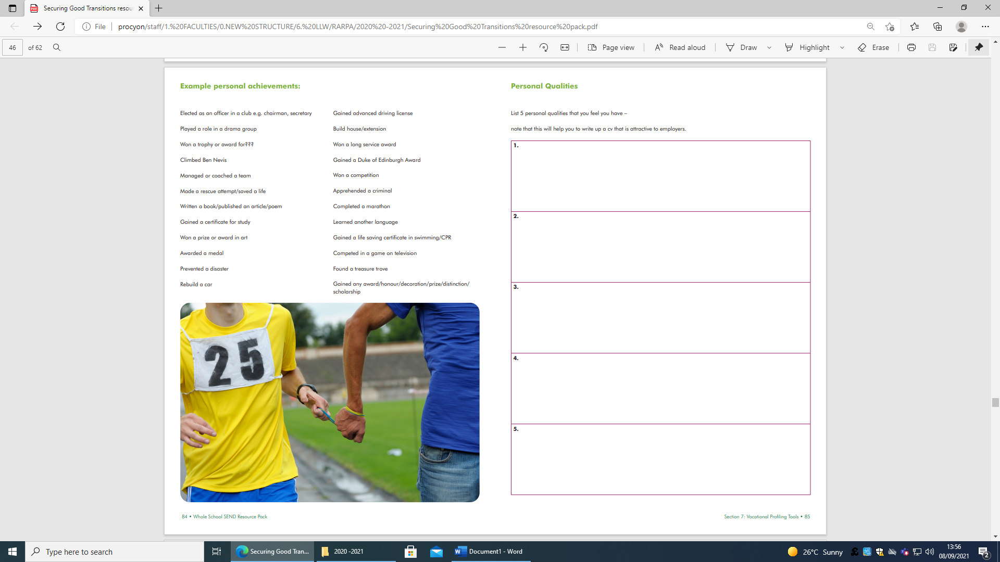 Securing Good Transitions resou
File
procyon/staff/1.%20FACULTIES/0.NEW%20STRUCTURE/6.%20LLW/RARPA/2020%20-2021/Securing%20Good%20Transitions%20resource%20pack.pdf
46 of 62
Page view
Read aloud
Draw
Highlight
Erase
Example personal achievements:
Elected as an officer in a club e.g. chairman, secretary
Played a role in a drama group
Won a trophy or award for???
Climbed Ben Nevis
Managed or coached a team
Made a rescue attempt/saved a life
Written a book/published an article/poem
Gained a certificate for study
Won a prize or award in art
Awarded a medal
Prevented a disaster
Rebuild a car
Gained advanced driving license
Build house/extension
Won a long service award
Gained a Duke of Edinburgh Award
Won a competition
Apprehended a criminal
Completed a marathon
Learned another language
Gained a life saving certificate in swimming/CPR
Competed in a game on television
Found a treasure trove
Gained any award/honour/decoration/prize/distinction/
scholarship
25
84 • Whole School SEND Resource Pack
Personal Qualities
List 5 personal qualities that you feel you have –
note that this will help you to write up a cv that is attractive to employers.
1.
2.
3.
4.
5.
Section 7: Vocational Profiling Tools • 85
Type here to search
Securing Good Tran...
2020 -2021
Document1 - Word
26°C Sunny
13:56
08/09/2021
2